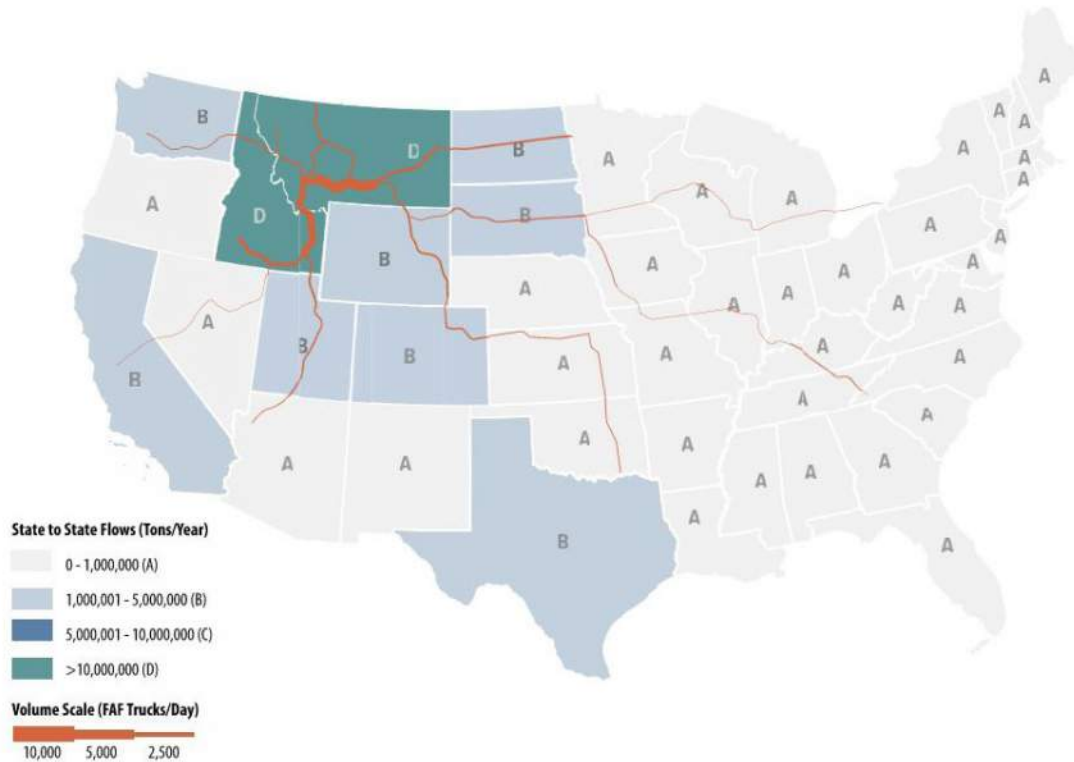 A
B A A
B D A A A
A A A A
D B A A
B A A A
A A A A A A
A
B B A A A A
B A A
A A
A A A A A
A
B A
State to State Flows (Tons/Year)
0 - 1,000,000 (A)
1,000,001 - 5,000,000 (B)
5,000,001 - 10,000,000 (C)
>10,000,000 (D)
Volume Scale (FAF Trucks/Day)
10,000 5,000 2,500